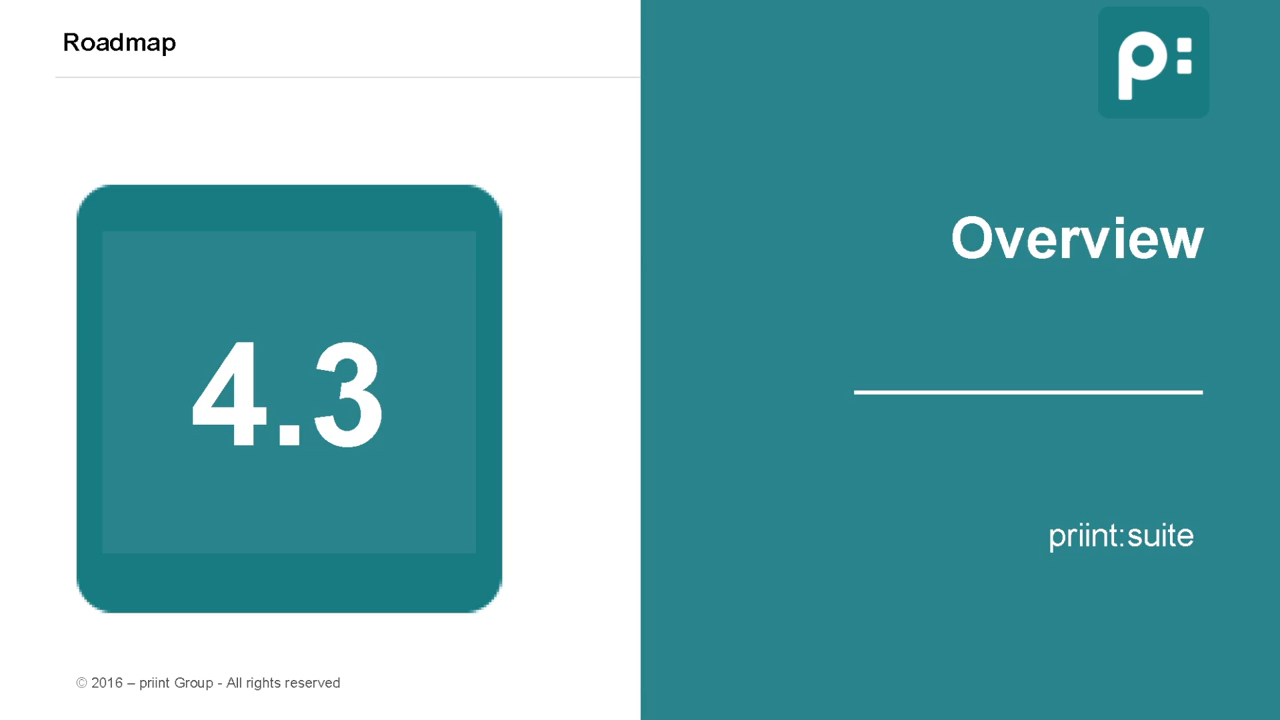 Roadmap
4.3
© 2016 – priint Group - All rights reserved
p:
Overview
priint:suite